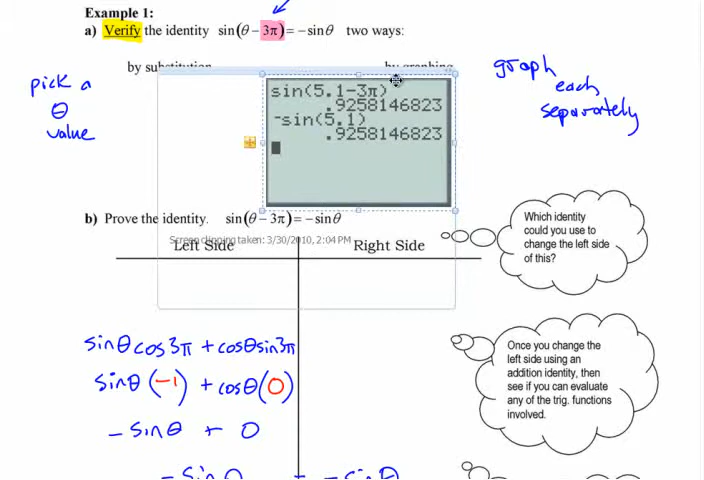 Example 1:
a) Verify the identity sin(θ – 3π) = – sinθ two ways:
by substitution
by graphing
pick a
θ
value
graph
each
separately
sin(5.1-3π)
.9258146823
-sin(5.1)
.9258146823
b) Prove the identity. sin(θ – 3π) = – sinθ
Screen clipping taken: 3/30/2010, 2:04 PM
Left Side Right Side
Which identity
could you use to
change the left side
of this?
sinθcos3π + cosθsin3π
sinθ(-1) + cosθ(0)
-sinθ + 0
-sinθ = -sinθ
Once you change the
left side using an
addition identity, then
see if you can evaluate
any of the trig. functions
involved.